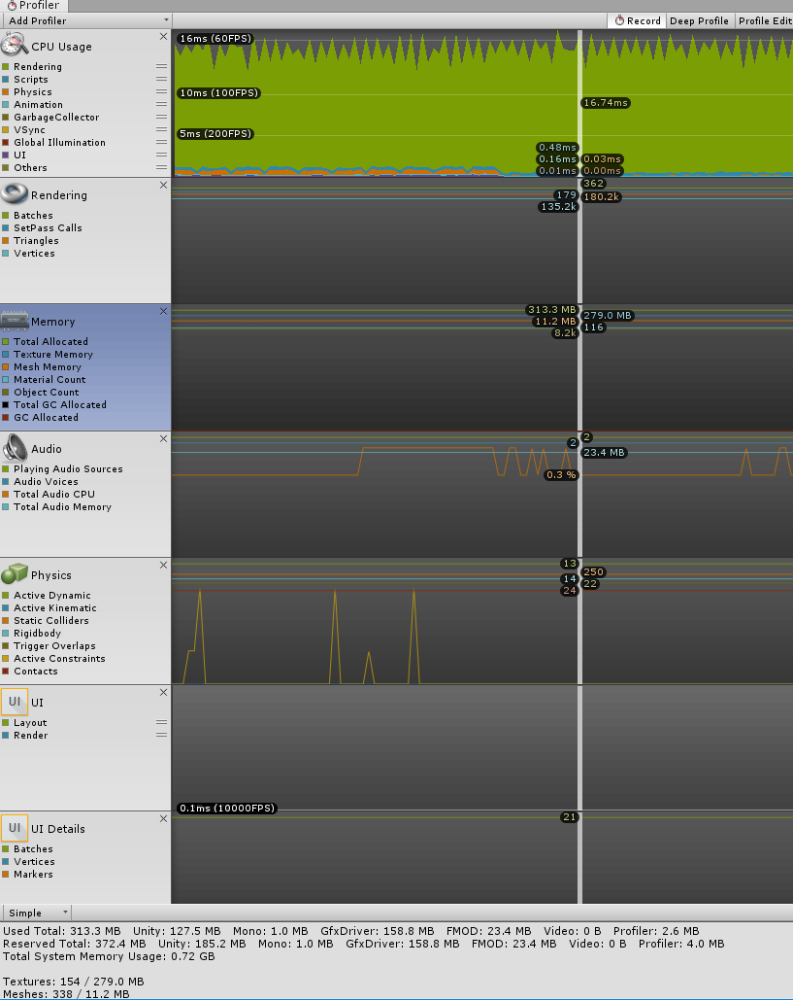 Profiler
Add Profiler
Record
Deep Profile
Profile Edit
CPU Usage
Rendering
Scripts
Physics
Animation
GarbageCollector
VSync
Global Illumination
UI
Others
16ms (60FPS)
10ms (100FPS)
5ms (200FPS)
16.74ms
0.48ms
0.16ms
0.03ms
0.01ms
0.00ms
Rendering
Batches
SetPass Calls
Triangles
Vertices
362
179
180.2k
135.2k
Memory
Total Allocated
Texture Memory
Mesh Memory
Material Count
Object Count
Total GC Allocated
GC Allocated
313.3 MB
279.0 MB
11.2 MB
116
8.2k
Audio
Playing Audio Sources
Audio Voices
Total Audio CPU
Total Audio Memory
2
2
23.4 MB
0.3 %
Physics
Active Dynamic
Active Kinematic
Static Colliders
Rigidbody
Trigger Overlaps
Active Constraints
Contacts
13
250
14
22
24
UI
UI
Layout
Render
0.1ms (10000FPS)
UI
UI Details
Batches
Vertices
Markers
21
Simple
Used Total: 313.3 MB Unity: 127.5 MB Mono: 1.0 MB GfxDriver: 158.8 MB FMOD: 23.4 MB Video: 0 B Profiler: 2.6 MB
Reserved Total: 372.4 MB Unity: 185.2 MB Mono: 1.0 MB GfxDriver: 158.8 MB FMOD: 23.4 MB Video: 0 B Profiler: 4.0 MB
Total System Memory Usage: 0.72 GB
Textures: 154 / 279.0 MB
Meshes: 338 / 11.2 MB